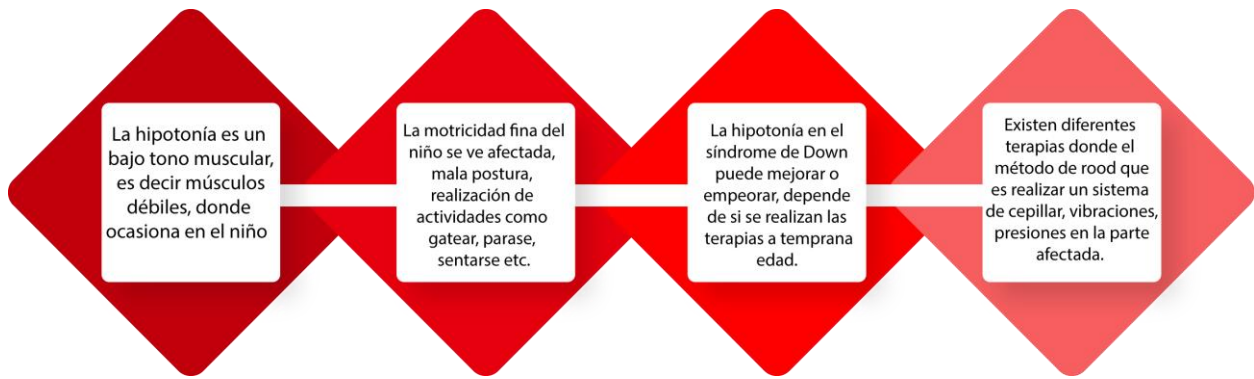 La hipotonía es un
bajo tono muscular,
es decir músculos
débiles, donde
ocasiona en el niño
La motricidad fina del
niño se ve afectada,
mala postura,
realización de
actividades como
gatear, parase,
sentarse etc.
La hipotonía en el
síndrome de Down
puede mejorar o
empeorar, depende
de si se realizan las
terapias a temprana
edad.
Existen diferentes
terapias donde el
método de rood que
es realizar un sistema
de cepillar, vibraciones,
presiones en la parte
afectada.